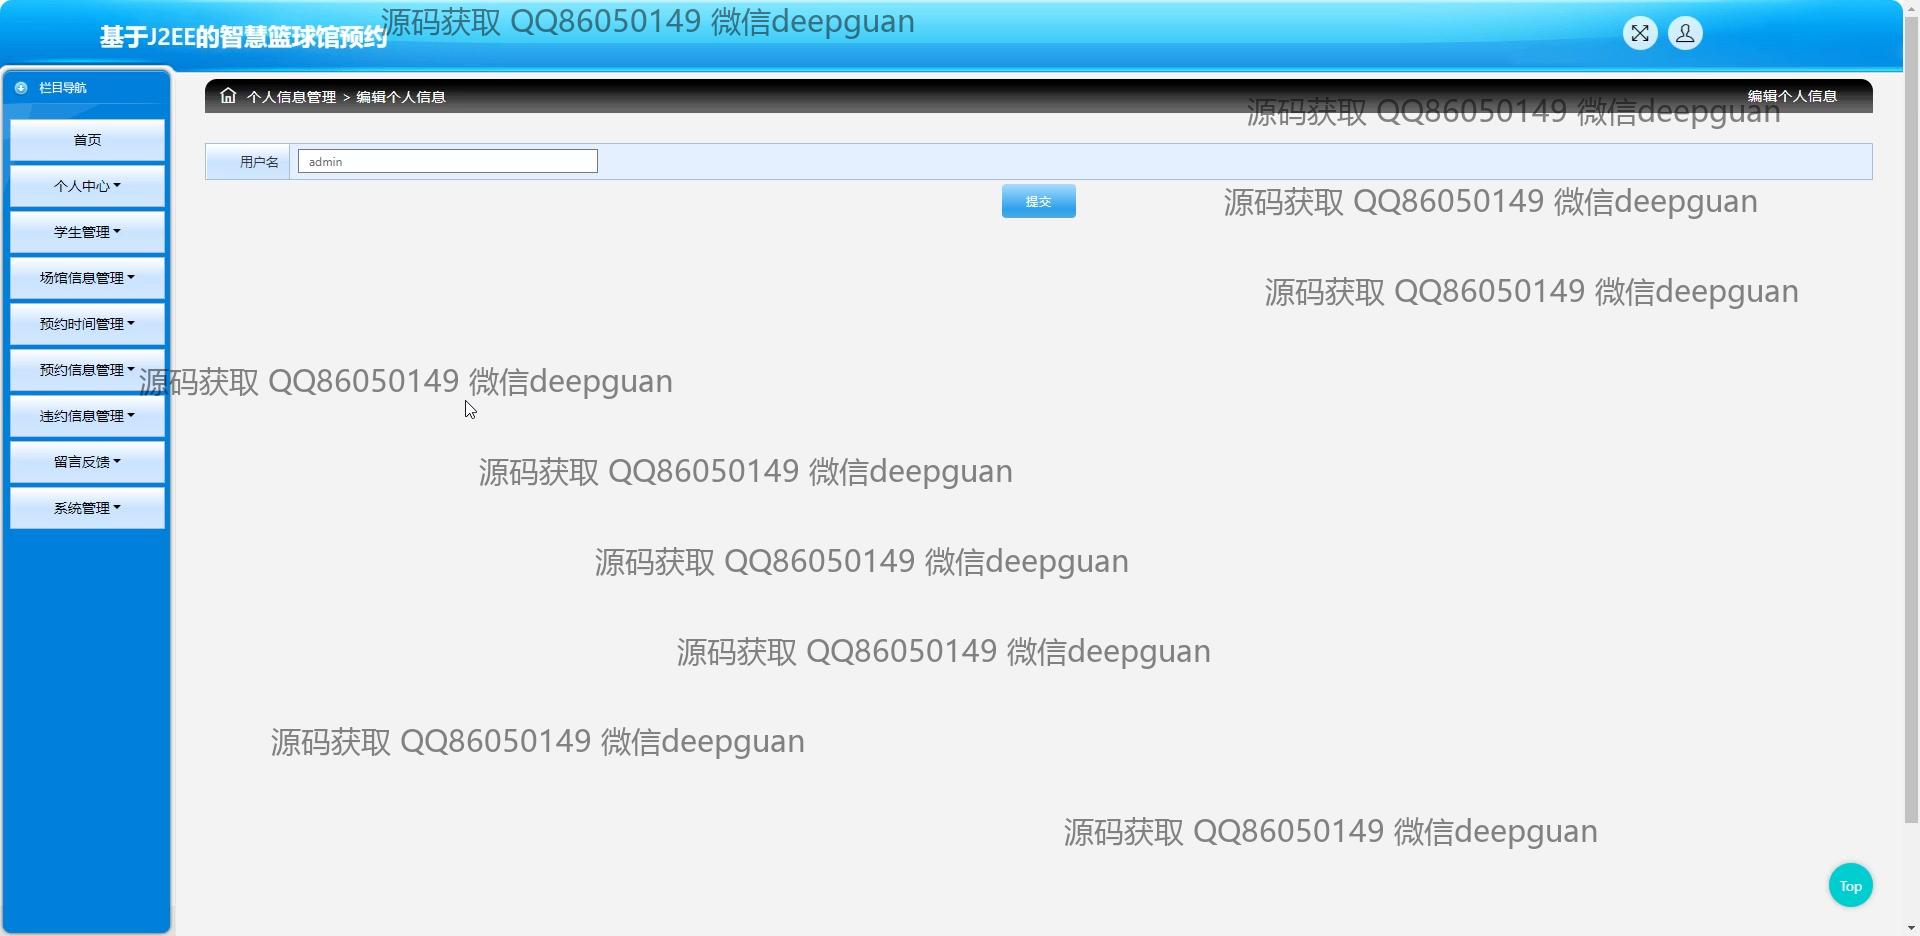 基于J2EE的智慧篮球馆预约
源码获取 QQ86050149 微信deepguan
栏目导航
个人信息管理 > 编辑个人信息
编辑个人信息
源码获取 QQ86050149 微信deepguan
首页
用户名
admin
个人中心
提交
源码获取 QQ86050149 微信deepguan
学生管理
场馆信息管理
源码获取 QQ86050149 微信deepguan
预约时间管理
预约信息管理
源码获取 QQ86050149 微信deepguan
违约信息管理
留言反馈
源码获取 QQ86050149 微信deepguan
系统管理
源码获取 QQ86050149 微信deepguan
源码获取 QQ86050149 微信deepguan
源码获取 QQ86050149 微信deepguan
源码获取 QQ86050149 微信deepguan
Top